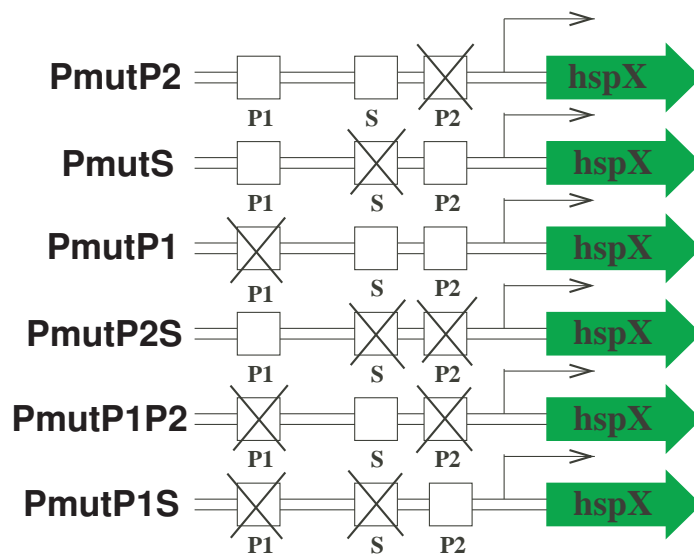 PmutP2 hspX
P1 S P2
PmutS hspX
P1 S P2
PmutP1 hspX
P1 S P2
PmutP2S hspX
P1 S P2
PmutP1P2 hspX
P1 S P2
PmutP1S hspX
P1 S P2